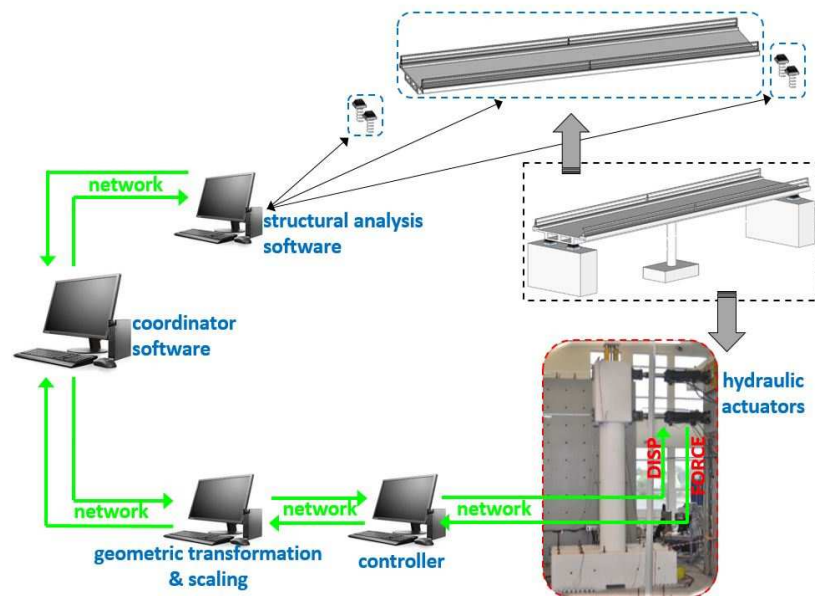 network
structural analysis
software
coordinator
software
hydraulic
actuators
DISP
FORCE
network
network
network
geometric transformation
& scaling
controller